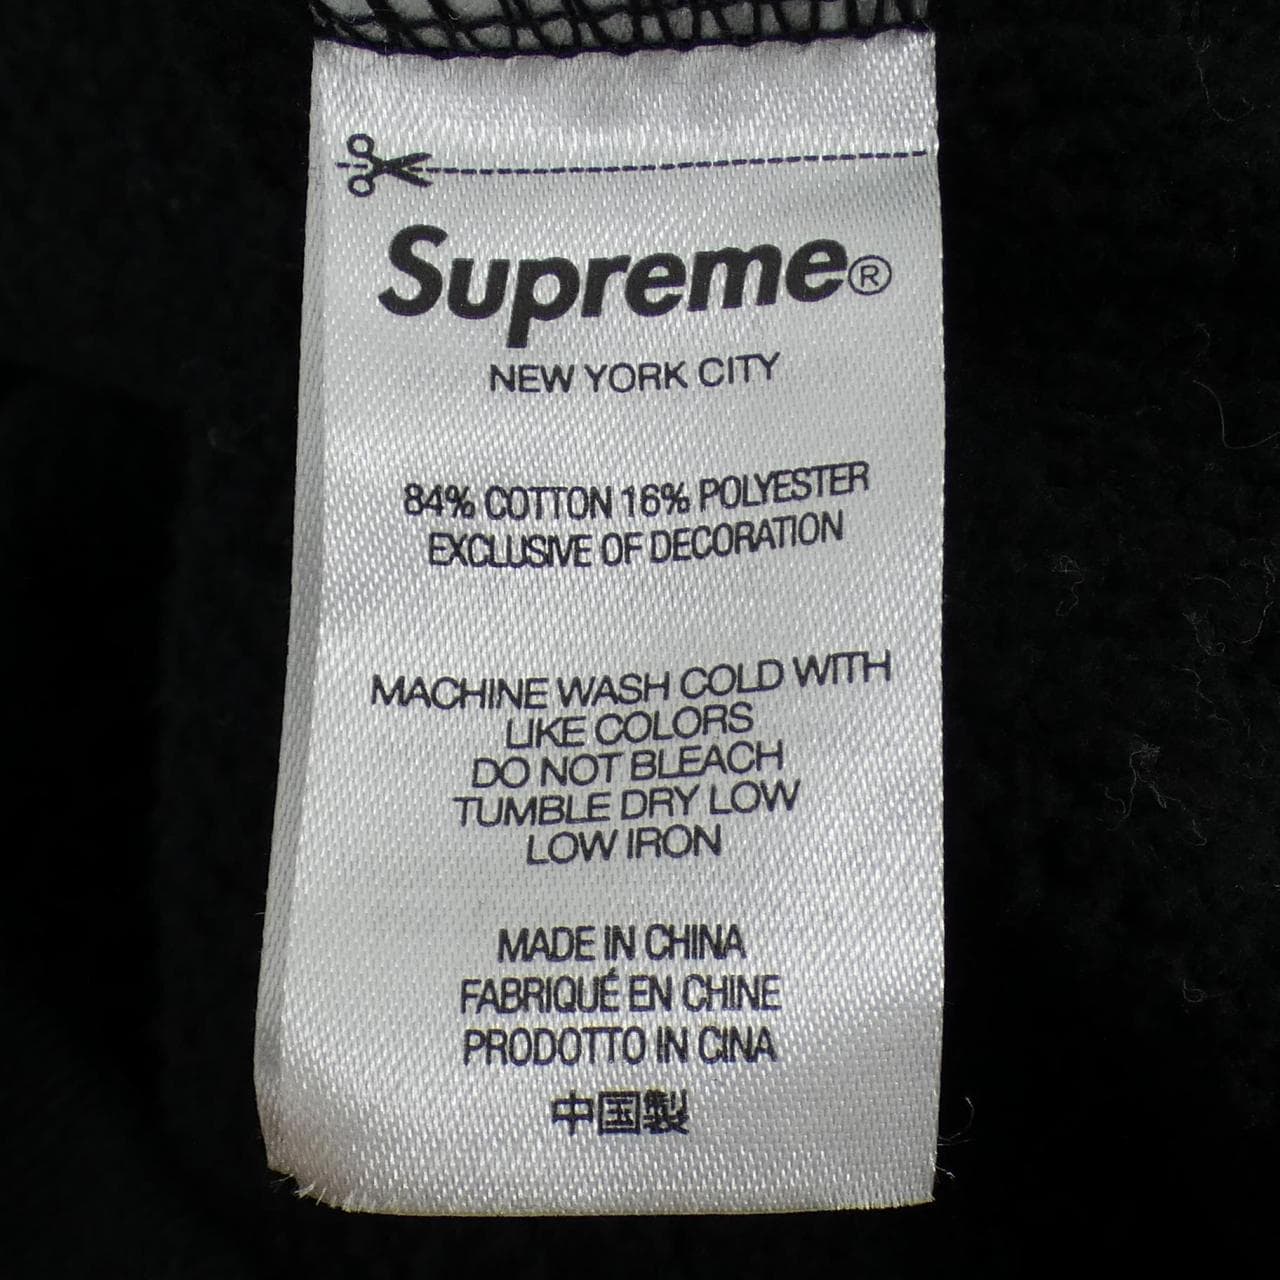 Supreme®
NEW YORK CITY
84% COTTON 16% POLYESTER
EXCLUSIVE OF DECORATION
MACHINE WASH COLD WITH
LIKE COLORS
DO NOT BLEACH
TUMBLE DRY LOW
LOW IRON
MADE IN CHINA
FABRIQUÉ EN CHINE
PRODOTTO IN CINA
中国製